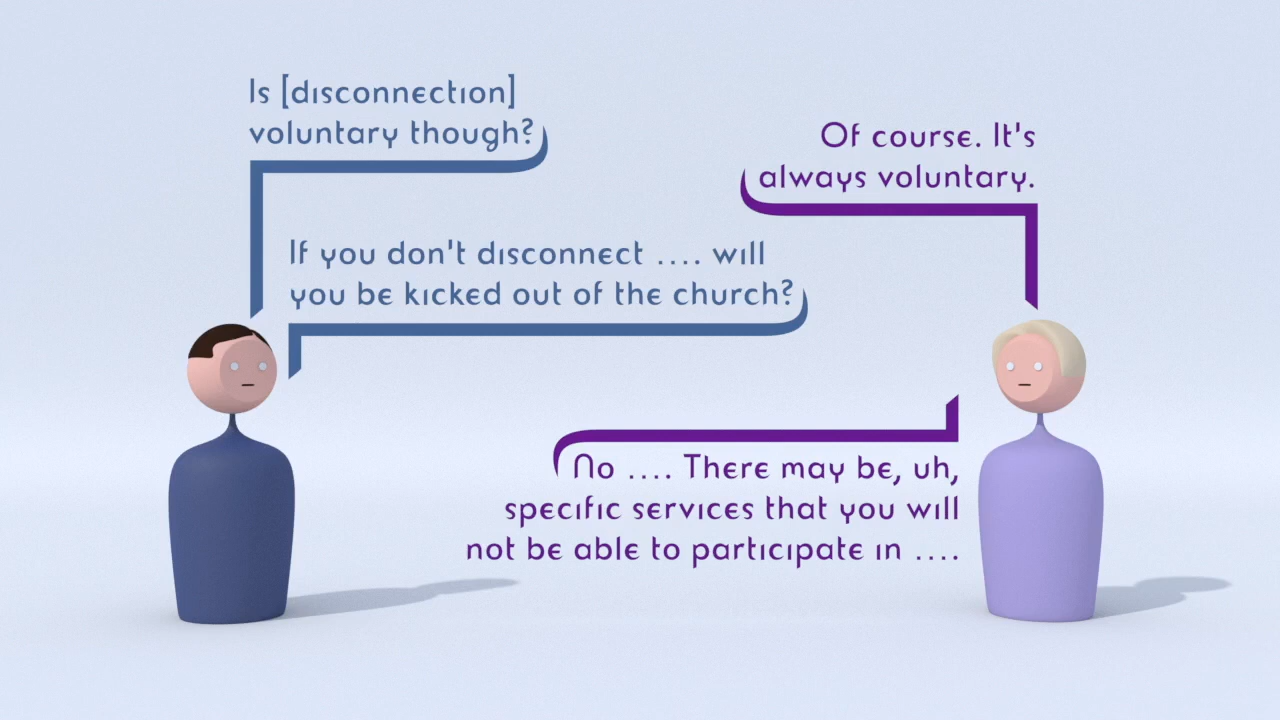 Is [disconnection]
voluntary though?
Of course. It's
always voluntary.
If you don't disconnect .... will
you be kicked out of the church?
No .... There may be, uh,
specific services that you will
not be able to participate in ....